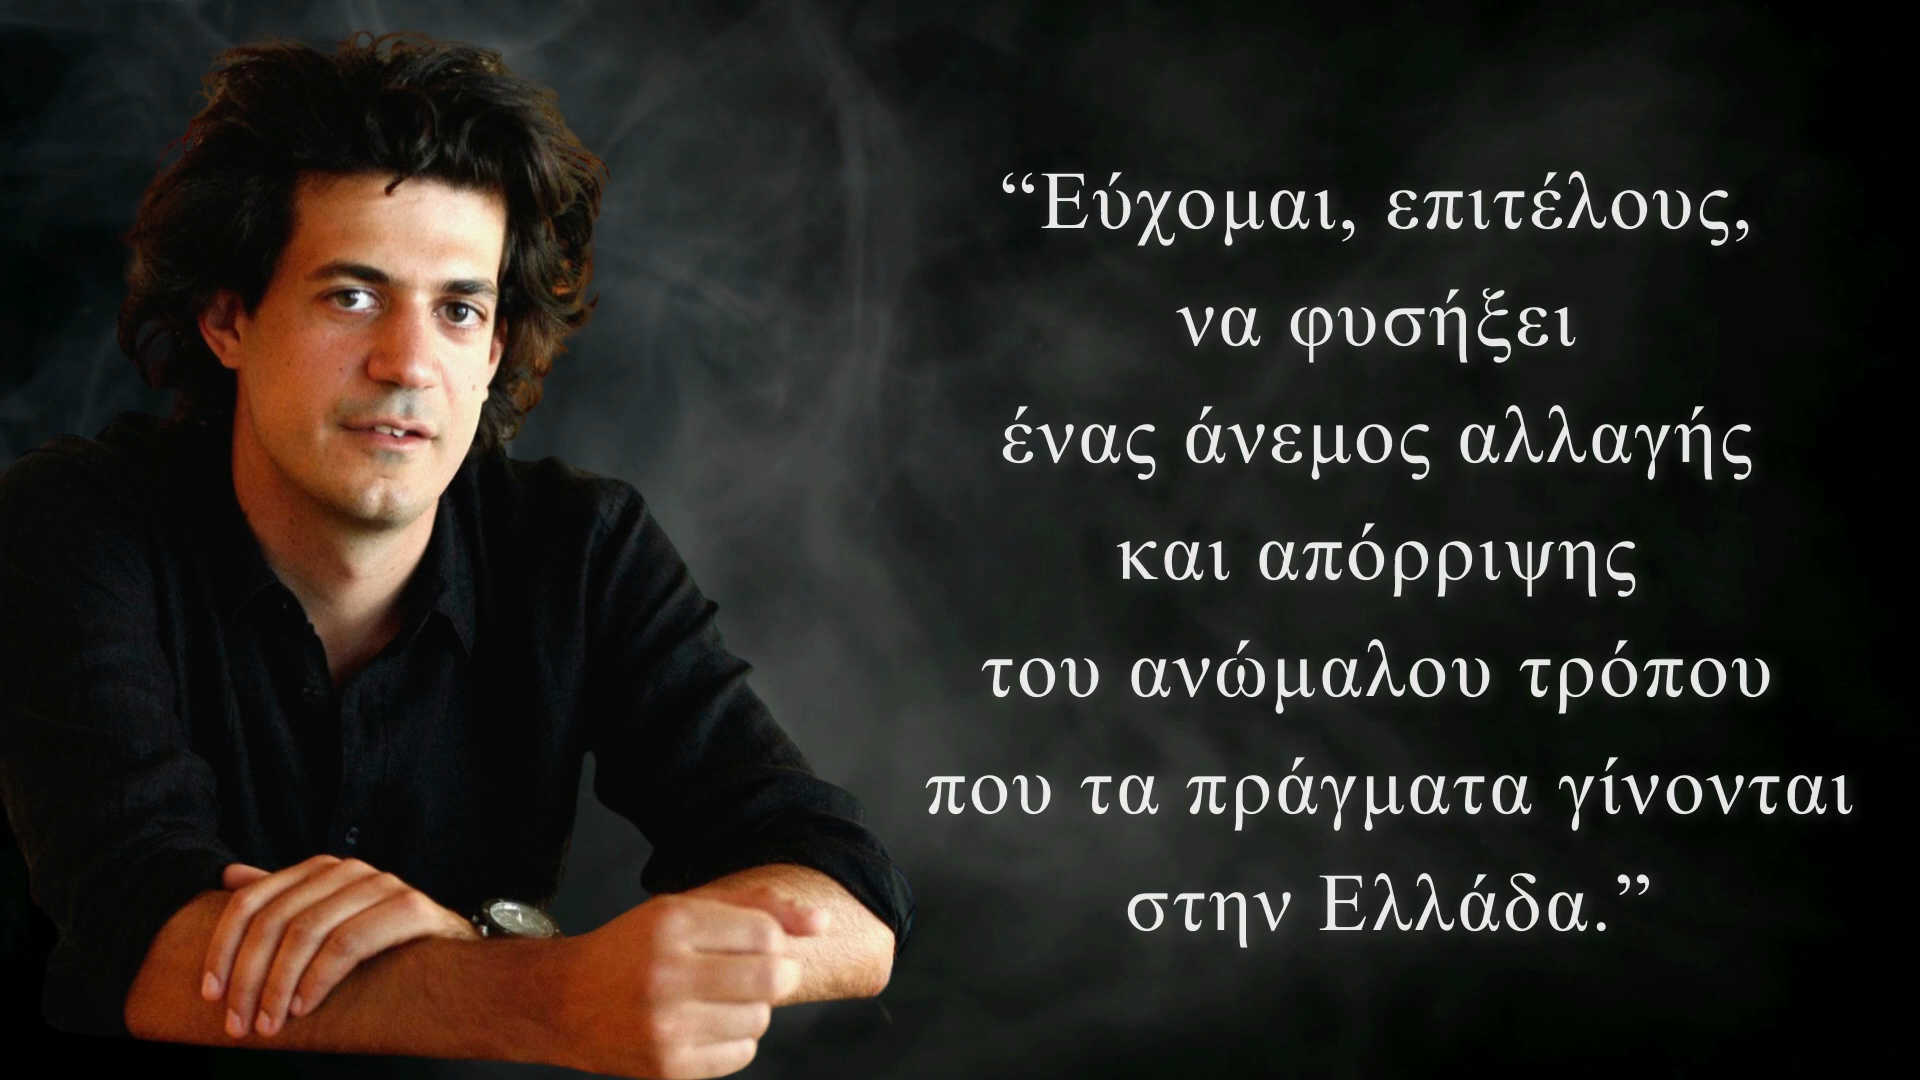 “Εύχομαι, επιτέλους,
να φυσήξει
ένας άνεμος αλλαγής
και απόρριψης
του ανώμαλου τρόπου
που τα πράγματα γίνονται
στην Ελλάδα.”